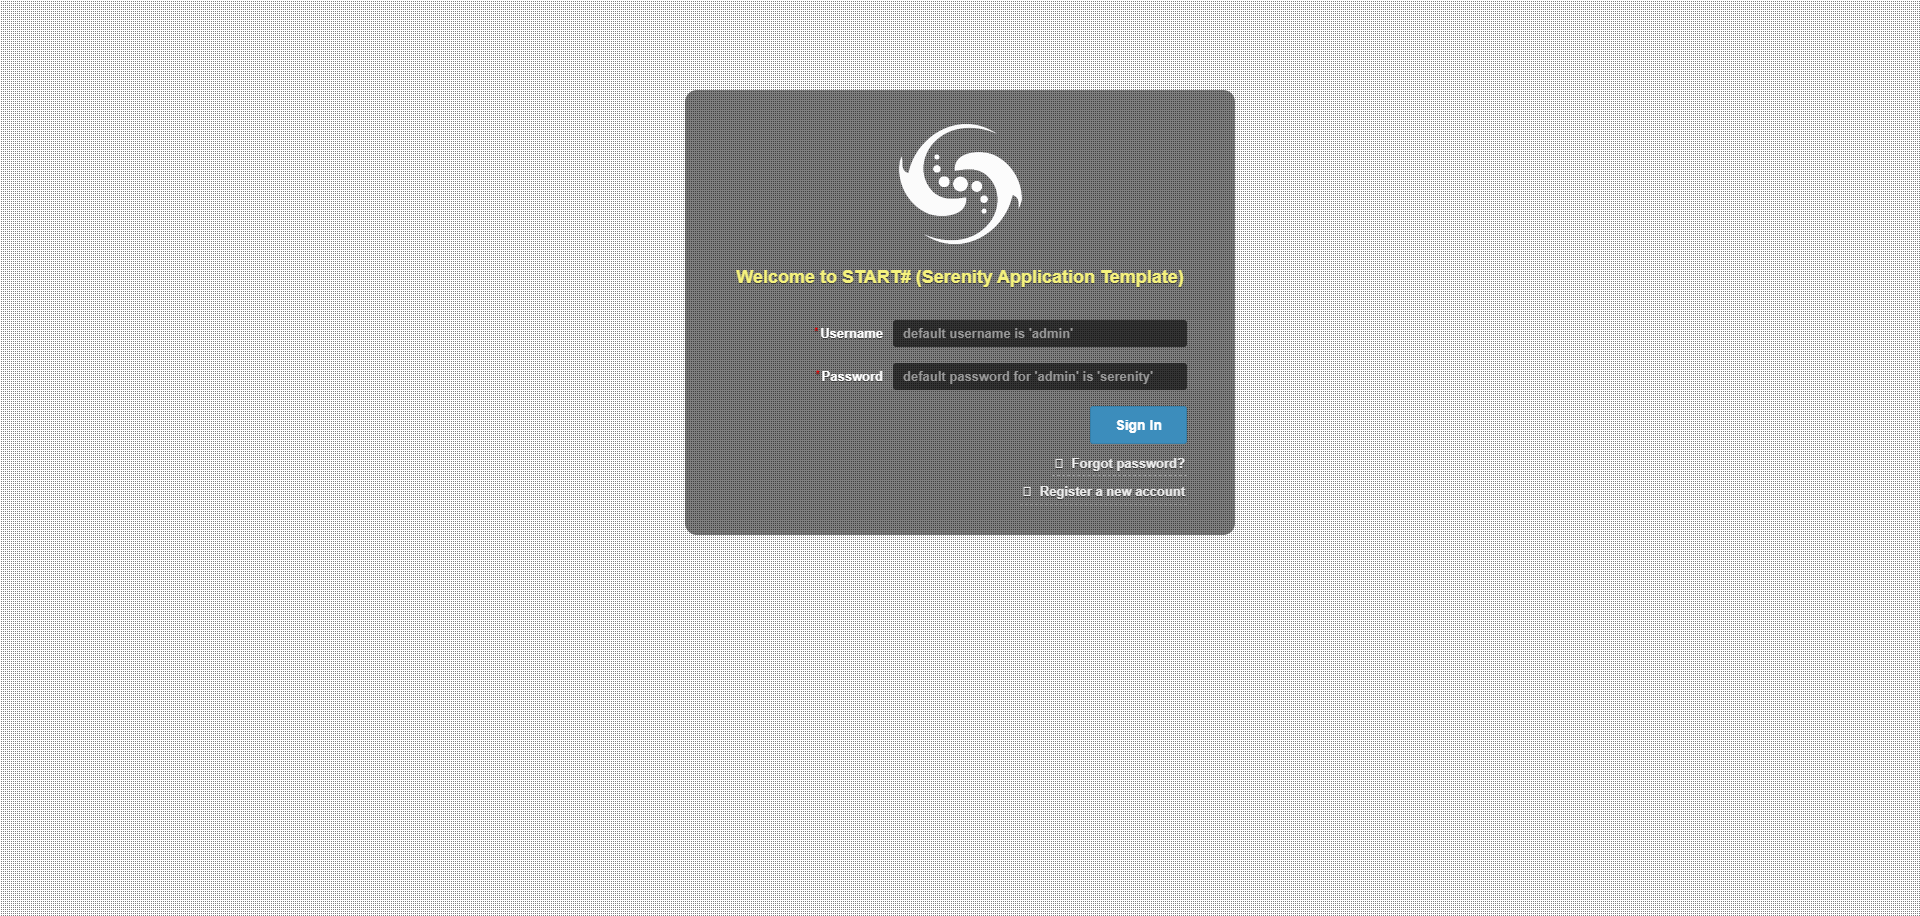 Welcome to START# (Serenity Application Template)
*Username
default username is 'admin'
*Password
default password for 'admin' is 'serenity'
Sign In
Forgot password?
Register a new account